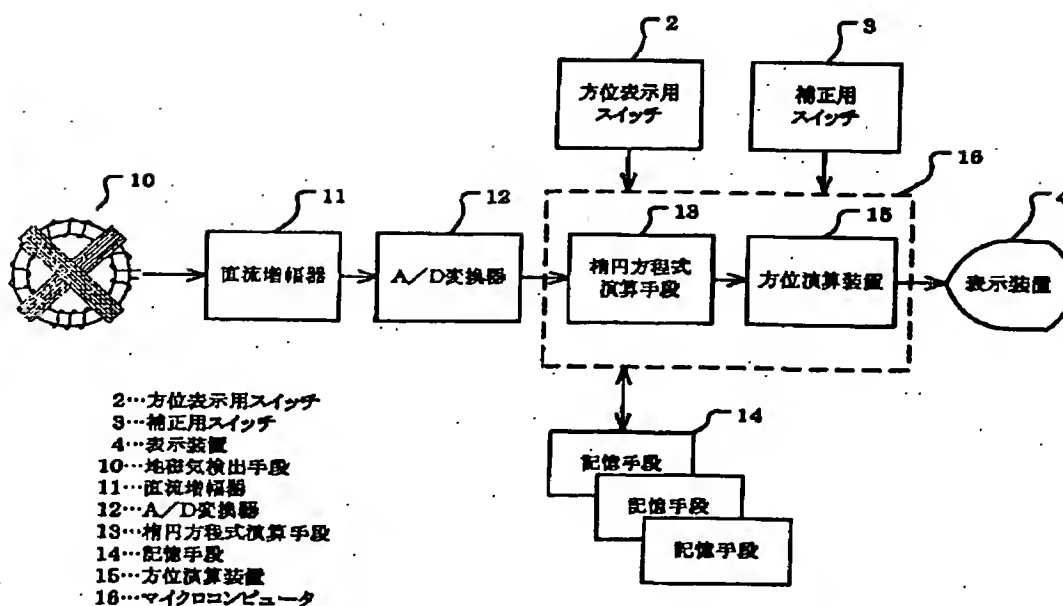 2
3
方位表示用
スイッチ
補正用
スイッチ
16
10
11
12
13
15
4
直流増幅器
A/D変換器
楕円方程式
演算手段
方位演算装置
表示装置
14
記憶手段
記憶手段
記憶手段
2…方位表示用スイッチ
3…補正用スイッチ
4…表示装置
10…地磁気検出手段
11…直流増幅器
12…A/D変換器
13…楕円方程式演算手段
14…記憶手段
15…方位演算装置
16…マイクロコンピュータ